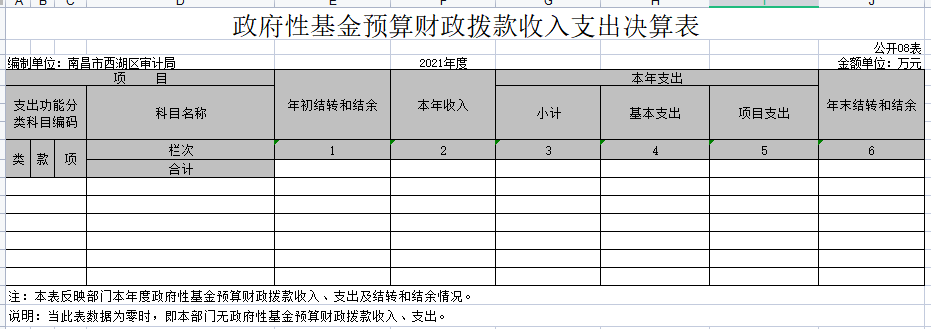 A B C D E F G H I J
政府性基金预算财政拨款收入支出决算表
公开08表
编制单位：南昌市西湖区审计局 2021年度 金额单位：万元
项 目 年初结转和结余 本年收入 本年支出 年末结转和结余
支出功能分类科目编码 科目名称 小计 基本支出 项目支出
类 款 项 栏次 1 2 3 4 5 6
合计
注：本表反映部门本年度政府性基金预算财政拨款收入、支出及结转和结余情况。
说明：当此表数据为零时，即本部门无政府性基金预算财政拨款收入、支出。